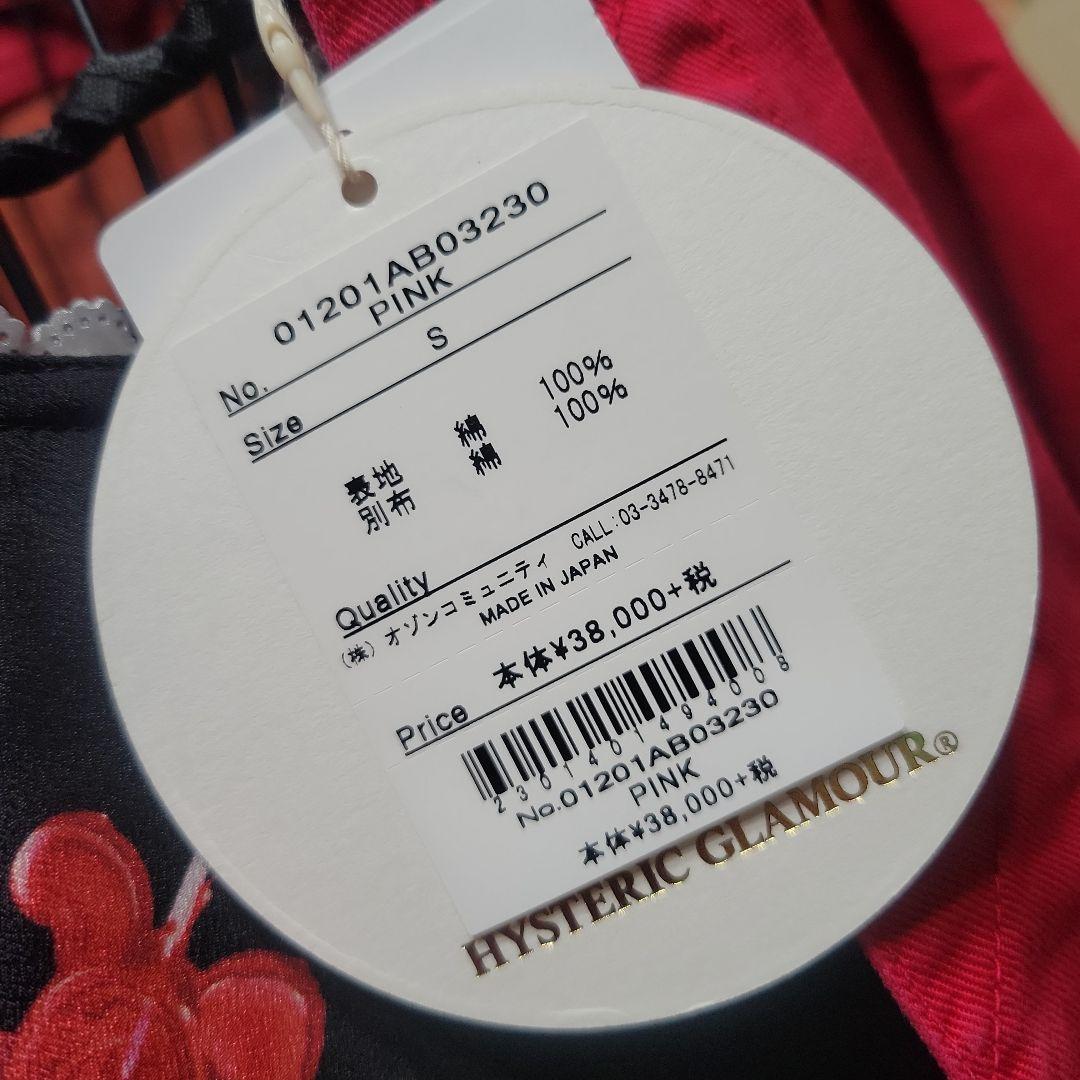 01201AB03230
No. PINK
Size S
表地 綿 100%
別布 綿 100%
Quality
(株)オゾンコミュニティ CALL:03-3478-8471
MADE IN JAPAN
Price 本体¥38,000+税
2301401494008
No.01201AB03230
PINK
本体¥38,000+税
HYSTERIC GLAMOUR®